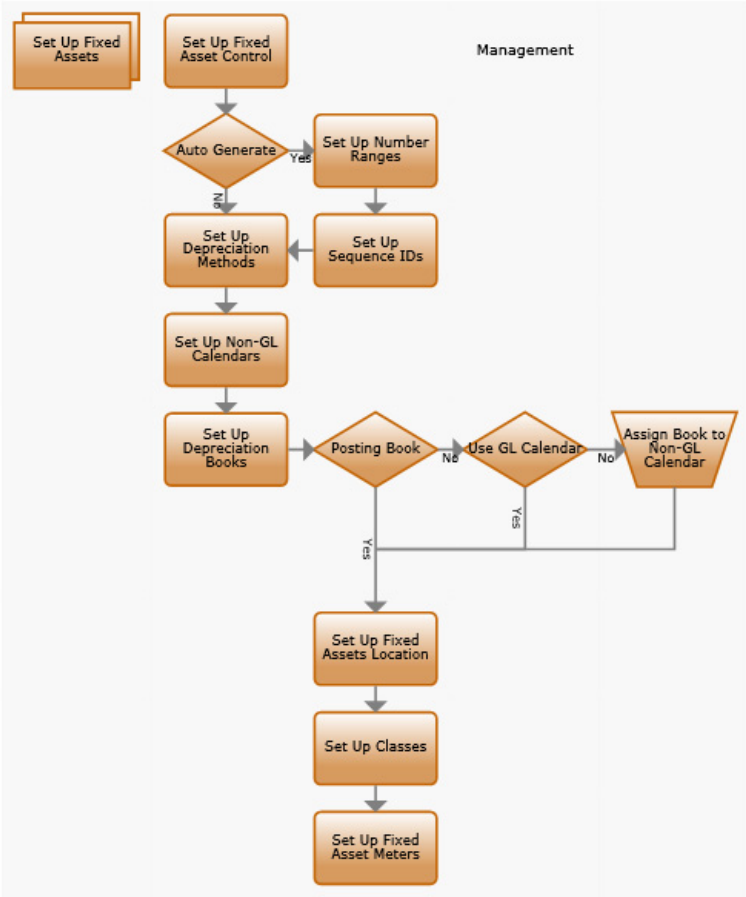 Set Up Fixed
Assets
Set Up Fixed
Asset Control
Management
Auto Generate
Yes
Set Up Number
Ranges
No
Set Up
Depreciation
Methods
Set Up
Sequence IDs
Set Up Non-GL
Calendars
Set Up
Depreciation
Books
Posting Book
No
Use GL Calendar
No
Assign Book to
Non-GL
Calendar
Yes
Yes
Set Up Fixed
Assets Location
Set Up Classes
Set Up Fixed
Asset Meters